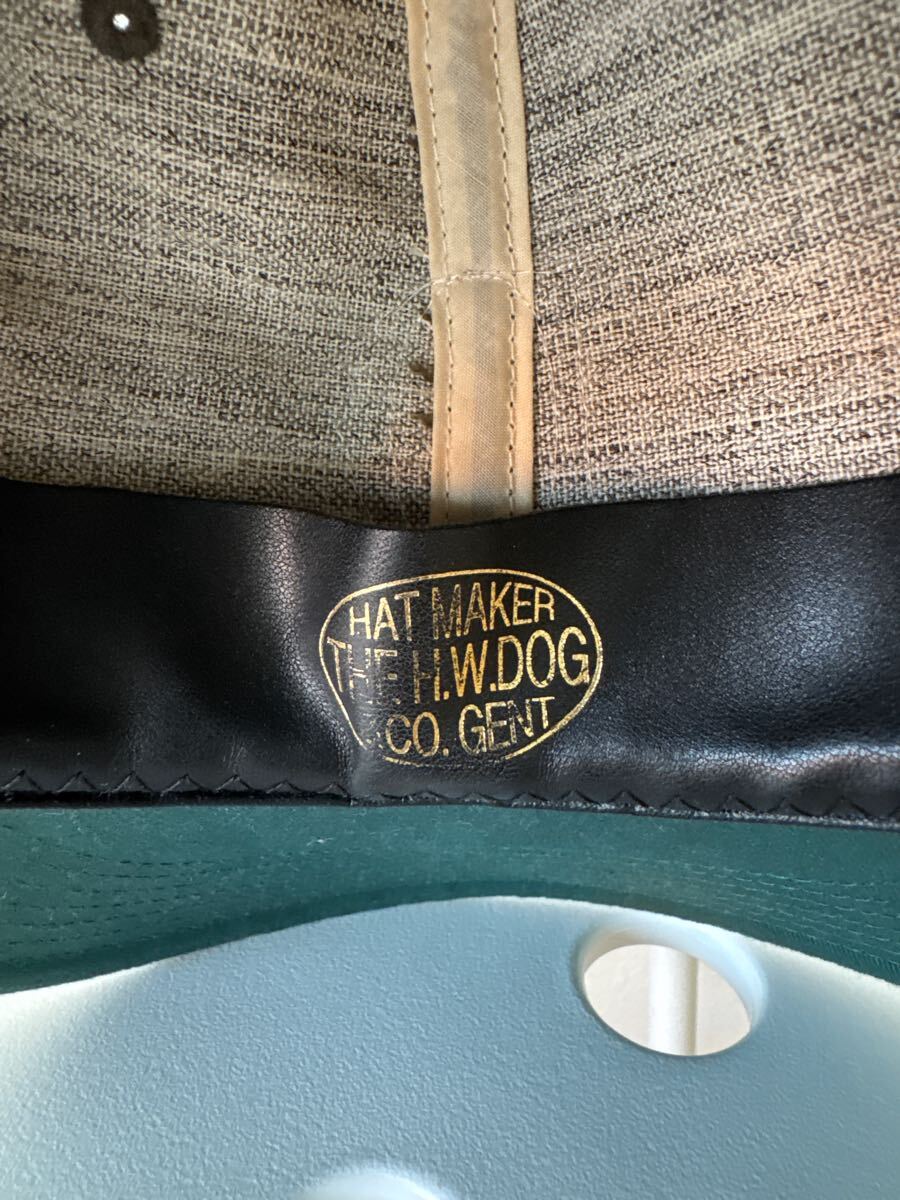 HAT MAKER
THE H.W.DOG
& CO. GENT